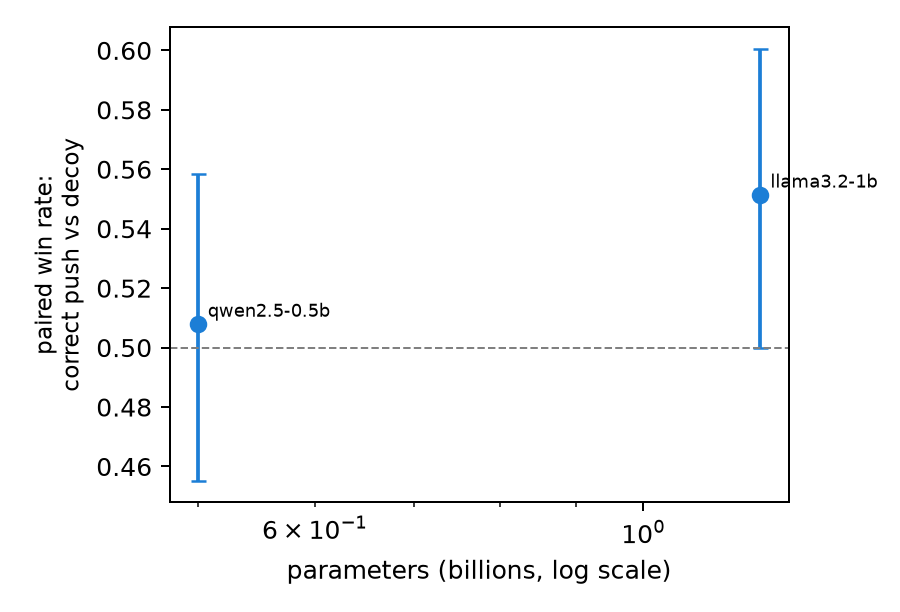 0.60
0.58
0.56
0.54
0.52
0.50
0.48
0.46
paired win rate:
correct push vs decoy
llama3.2-1b
qwen2.5-0.5b
6 × 10⁻¹
10⁰
parameters (billions, log scale)